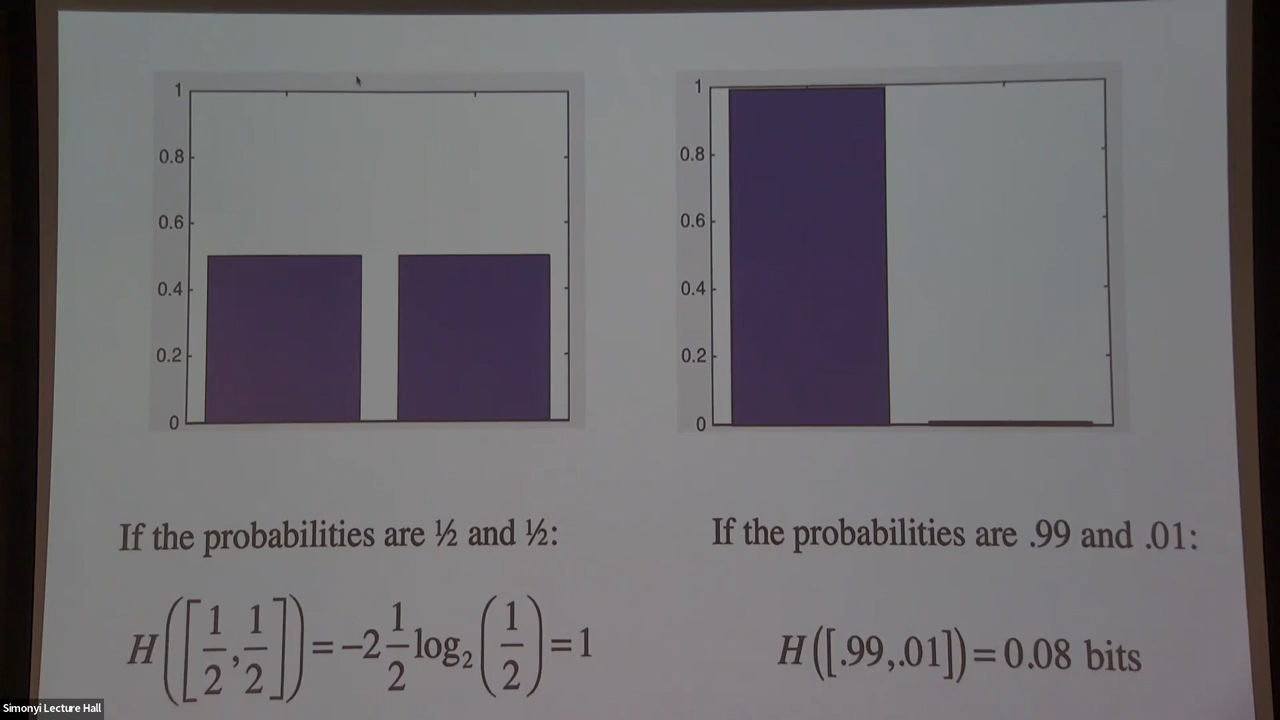 1
0.8
0.6
0.4
0.2
0
1
0.8
0.6
0.4
0.2
0
If the probabilities are ½ and ½:
If the probabilities are .99 and .01:
H([1/2, 1/2]) = −2 1/2 log₂(1/2) = 1
H([.99,.01]) = 0.08 bits
Simonyi Lecture Hall